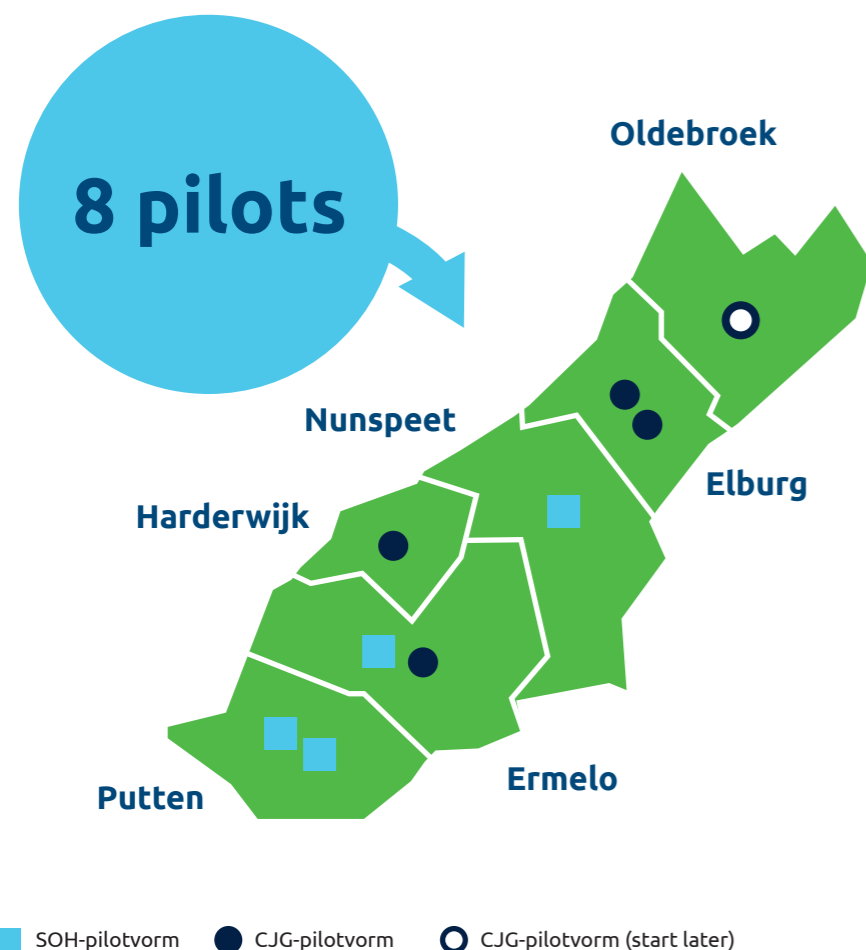 8 pilots
Oldebroek
Nunspeet
Elburg
Harderwijk
Ermelo
Putten
SOH-pilotvorm
CJG-pilotvorm
CJG-pilotvorm (start later)